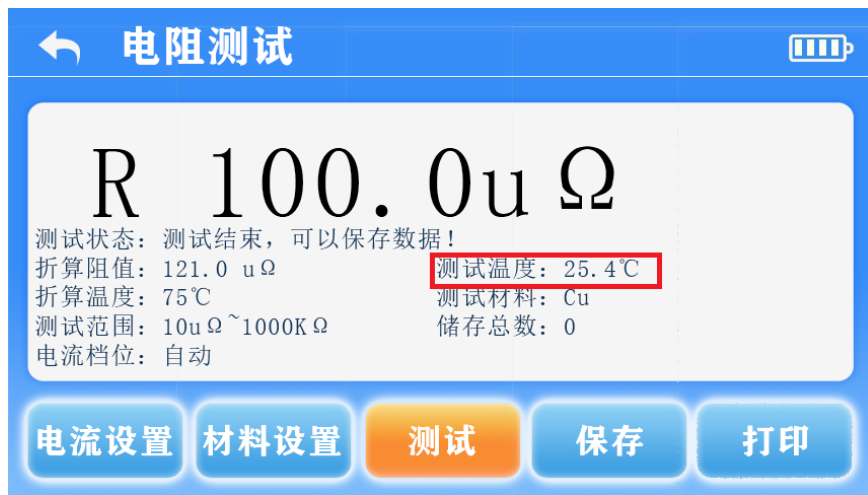 电阻测试
R 100.0uΩ
测试状态：测试结束，可以保存数据！
折算阻值：121.0 uΩ 测试温度：25.4℃
折算温度：75℃ 测试材料：Cu
测试范围：10uΩ~1000KΩ 储存总数：0
电流档位：自动
电流设置 材料设置 测试 保存 打印